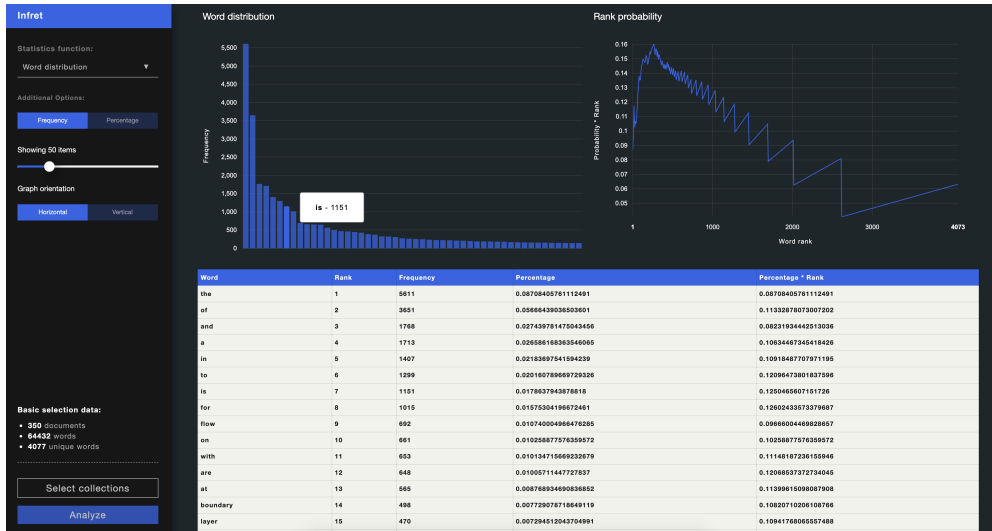 Infret
Statistics function:
Word distribution ▼
Additional Options:
Frequency Percentage
Showing 50 items
Graph orientation
Horizontal Vertical
Basic selection data:
• 350 documents
• 64432 words
• 4077 unique words
Select collections
Analyze
Word distribution
Frequency
5,500
5,000
4,500
4,000
3,500
3,000
2,500
2,000
1,500
1,000
500
0
is - 1151
Rank probability
Probability * Rank
0.16
0.15
0.14
0.13
0.12
0.11
0.1
0.09
0.08
0.07
0.06
0.05
1 1000 2000 3000 4073
Word rank
Word Rank Frequency Percentage Percentage * Rank
the 1 5611 0.08708405761112491 0.08708405761112491
of 2 3651 0.05666439036503601 0.11332878073007202
and 3 1768 0.027439781475043456 0.08231934442513036
a 4 1713 0.026586168363546065 0.10634467345418426
in 5 1407 0.02183697541594239 0.10918487707971195
to 6 1299 0.020160789669729326 0.12096473801837596
is 7 1151 0.0178637943878818 0.1250465607151726
for 8 1015 0.01575304196672461 0.12602433573379687
flow 9 692 0.010740004966476285 0.09666004469828657
on 10 661 0.010258877576359572 0.10258877576359572
with 11 653 0.010134715669232679 0.11148187236155946
are 12 648 0.01005711447727837 0.12068537372734045
at 13 565 0.008768934690836852 0.11399615098087908
boundary 14 498 0.007729078718649119 0.10820710206108766
layer 15 470 0.007294512043704991 0.10941768065557488